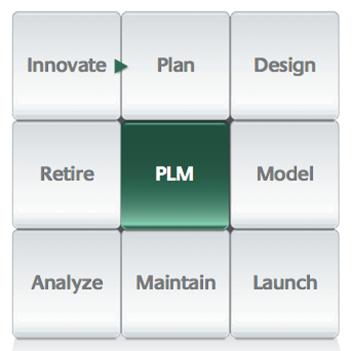 Innovate Plan Design
Retire PLM Model
Analyze Maintain Launch